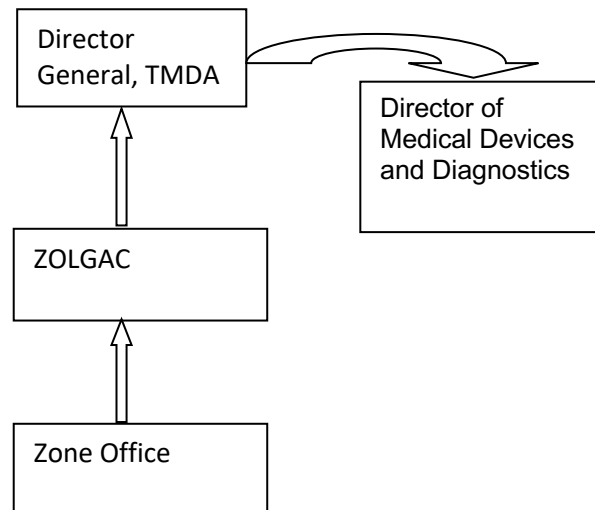 Director
General, TMDA
Director of
Medical Devices
and Diagnostics
ZOLGAC
Zone Office